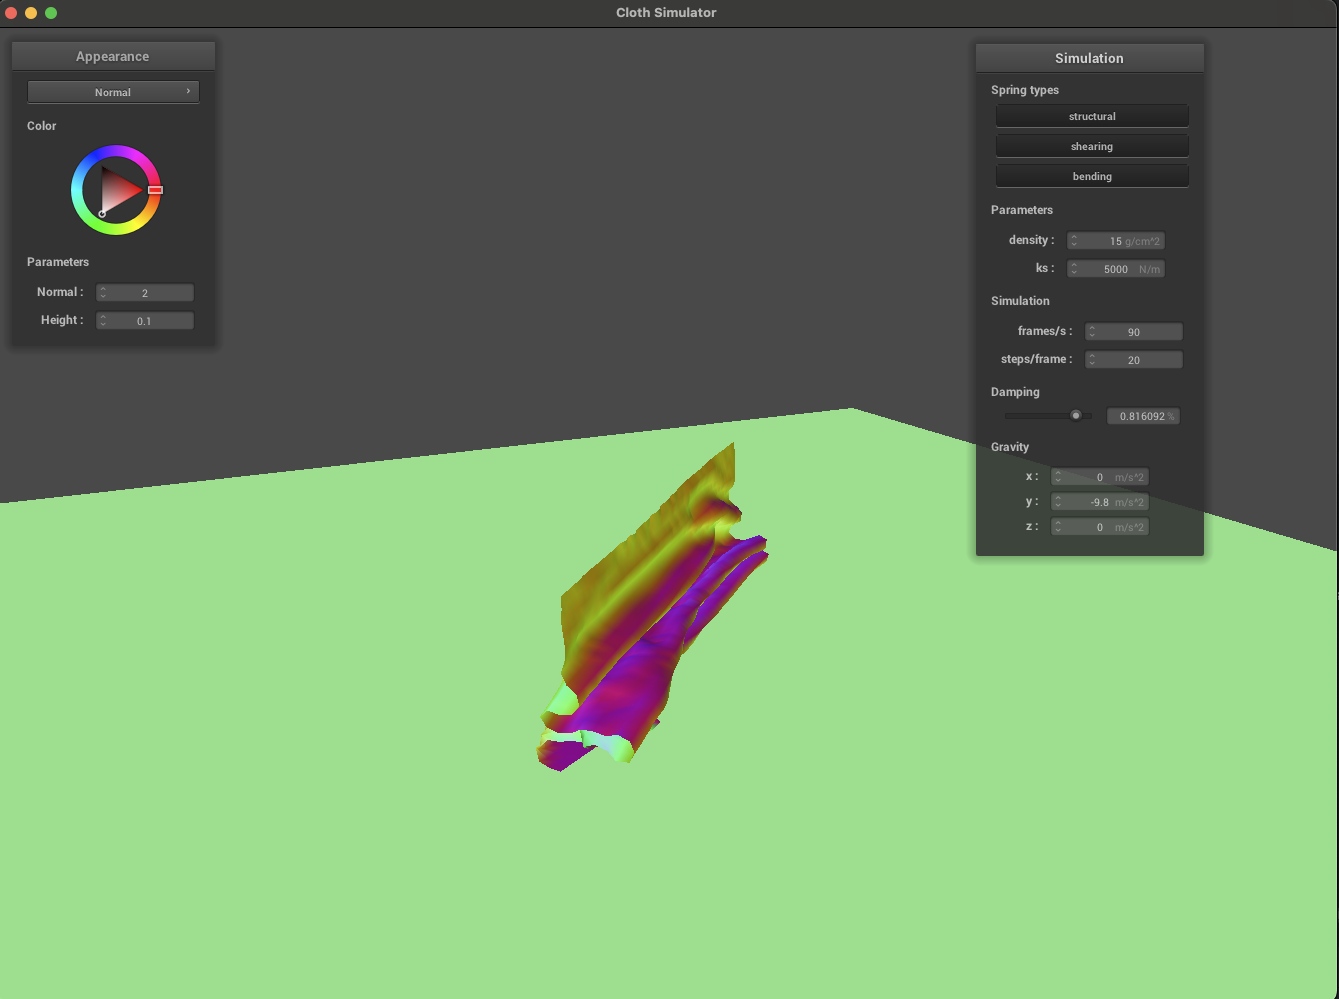 Cloth Simulator
Appearance
Normal
Color
Parameters
Normal : 2
Height : 0.1
Simulation
Spring types
structural
shearing
bending
Parameters
density : 15 g/cm^2
ks : 5000 N/m
Simulation
frames/s : 90
steps/frame : 20
Damping
0.816092 %
Gravity
x : 0 m/s^2
y : -9.8 m/s^2
z : 0 m/s^2